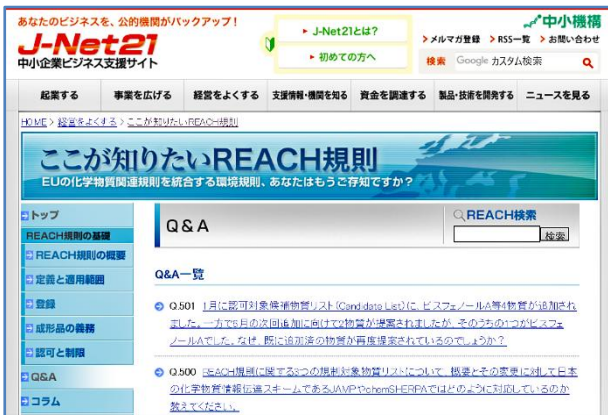 あなたのビジネスを、公的機関がバックアップ！
J-Net21
中小企業ビジネス支援サイト
J-Net21とは？
初めての方へ
中小機構
メルマガ登録 RSS一覧 お問い合わせ
検索 Google カスタム検索
起業する 事業を広げる 経営をよくする 支援情報・機関を知る 資金を調達する 製品・技術を開発する ニュースを見る
HOME > 経営をよくする > ここが知りたいREACH規則
ここが知りたいREACH規則
EUの化学物質関連規則を統合する環境規則、あなたはもうご存知ですか？
トップ
REACH規則の基礎
REACH規則の概要
定義と適用範囲
登録
成形品の義務
認可と制限
Q&A
コラム
Q&A
REACH検索
検索
Q&A一覧
Q.501 1月に認可対象候補物質リスト(Candidate List)に、ビスフェノールA等4物質が追加され
ました。一方で6月の次回追加に向けて2物質が提案されましたが、そのうちの1つがビスフェ
ノールAでした。なぜ、既に追加済の物質が再度提案されているのでしょうか？
Q.500 REACH規則に関する3つの規制対象物質リストについて、概要とその変更に対して日本
の化学物質情報伝達スキームであるJAMPやchemSHERPAではどのように対応しているのか
教えてください。